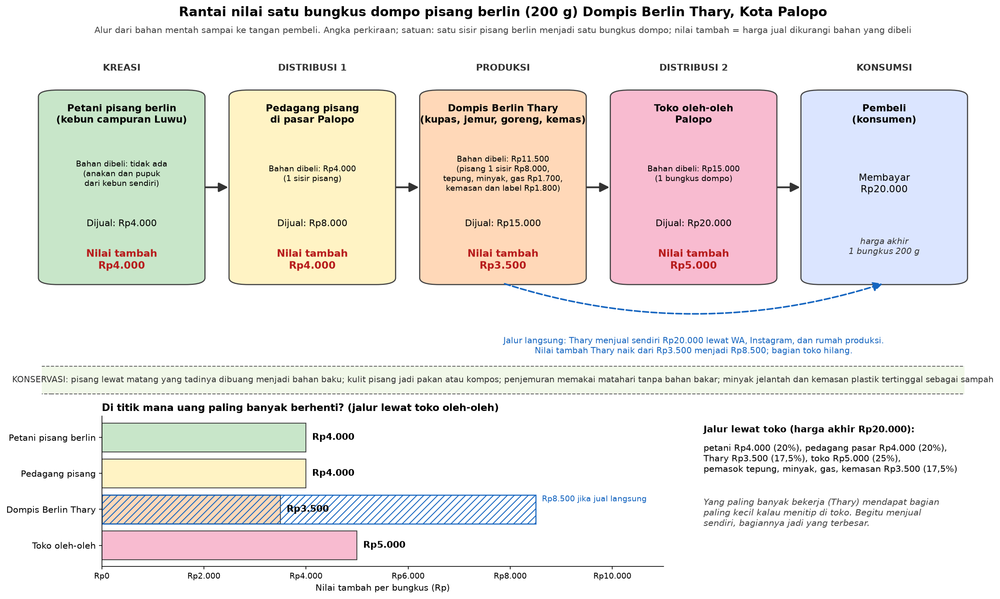 Rantai nilai satu bungkus dompo pisang berlin (200 g) Dompis Berlin Thary, Kota Palopo
Alur dari bahan mentah sampai ke tangan pembeli. Angka perkiraan; satuan: satu sisir pisang berlin menjadi satu bungkus dompo; nilai tambah = harga jual dikurangi bahan yang dibeli
KREASI
Petani pisang berlin
(kebun campuran Luwu)
Bahan dibeli: tidak ada
(anakan dan pupuk
dari kebun sendiri)
Dijual: Rp4.000
Nilai tambah
Rp4.000
DISTRIBUSI 1
Pedagang pisang
di pasar Palopo
Bahan dibeli: Rp4.000
(1 sisir pisang)
Dijual: Rp8.000
Nilai tambah
Rp4.000
PRODUKSI
Dompis Berlin Thary
(kupas, jemur, goreng, kemas)
Bahan dibeli: Rp11.500
(pisang 1 sisir Rp8.000,
tepung, minyak, gas Rp1.700,
kemasan dan label Rp1.800)
Dijual: Rp15.000
Nilai tambah
Rp3.500
DISTRIBUSI 2
Toko oleh-oleh
Palopo
Bahan dibeli: Rp15.000
(1 bungkus dompo)
Dijual: Rp20.000
Nilai tambah
Rp5.000
KONSUMSI
Pembeli
(konsumen)
Membayar
Rp20.000
harga akhir
1 bungkus 200 g
Jalur langsung: Thary menjual sendiri Rp20.000 lewat WA, Instagram, dan rumah produksi.
Nilai tambah Thary naik dari Rp3.500 menjadi Rp8.500; bagian toko hilang.
KONSERVASI: pisang lewat matang yang tadinya dibuang menjadi bahan baku; kulit pisang jadi pakan atau kompos; penjemuran memakai matahari tanpa bahan bakar; minyak jelantah dan kemasan plastik tertinggal sebagai sampah
Di titik mana uang paling banyak berhenti? (jalur lewat toko oleh-oleh)
Petani pisang berlin
Rp4.000
Pedagang pisang
Rp4.000
Dompis Berlin Thary
Rp3.500
Rp8.500 jika jual langsung
Toko oleh-oleh
Rp5.000
Rp0
Rp2.000
Rp4.000
Rp6.000
Rp8.000
Rp10.000
Nilai tambah per bungkus (Rp)
Jalur lewat toko (harga akhir Rp20.000):
petani Rp4.000 (20%), pedagang pasar Rp4.000 (20%),
Thary Rp3.500 (17,5%), toko Rp5.000 (25%),
pemasok tepung, minyak, gas, kemasan Rp3.500 (17,5%)
Yang paling banyak bekerja (Thary) mendapat bagian
paling kecil kalau menitip di toko. Begitu menjual
sendiri, bagiannya jadi yang terbesar.